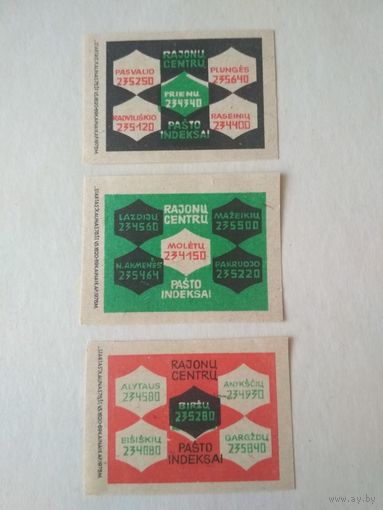 RAJONŲ
CENTRŲ
PASVALIO
235250
PLUNGĖS
235640
PRIENŲ
234340
RADVILIŠKIO
235120
RASEINIŲ
234400
PAŠTO
INDEKSAI
RAJONŲ
CENTRŲ
LAZDIJŲ
234560
MAŽEIKIŲ
235500
MOLĖTŲ
234150
N. AKMENĖS
235464
PAKRUOJO
235220
PAŠTO
INDEKSAI
RAJONŲ
CENTRŲ
ALYTAUS
234580
ANYKŠČIŲ
234930
BIRŽŲ
235280
EIŠIŠKIŲ
234080
GARGŽDŲ
235840
PAŠTO
INDEKSAI
www.ay.by